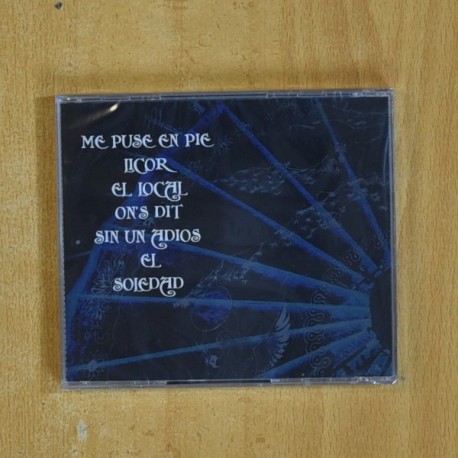 ME PUSE EN PIE
LICOR
EL LOCAL
ON'S DIT
SIN UN ADIOS
EL
SOLEDAD